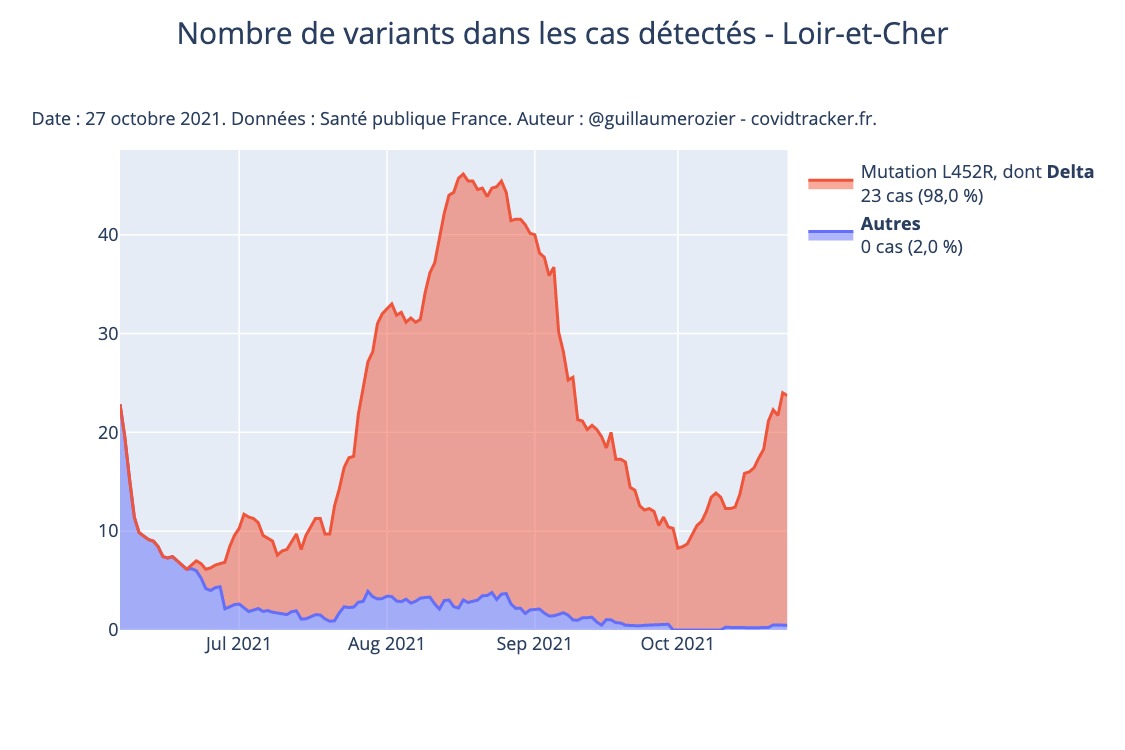 Nombre de variants dans les cas détectés - Loir-et-Cher
Date : 27 octobre 2021. Données : Santé publique France. Auteur : @guillaumerozier - covidtracker.fr.
Mutation L452R, dont Delta
23 cas (98,0 %)
Autres
0 cas (2,0 %)
40
30
20
10
0
Jul 2021
Aug 2021
Sep 2021
Oct 2021